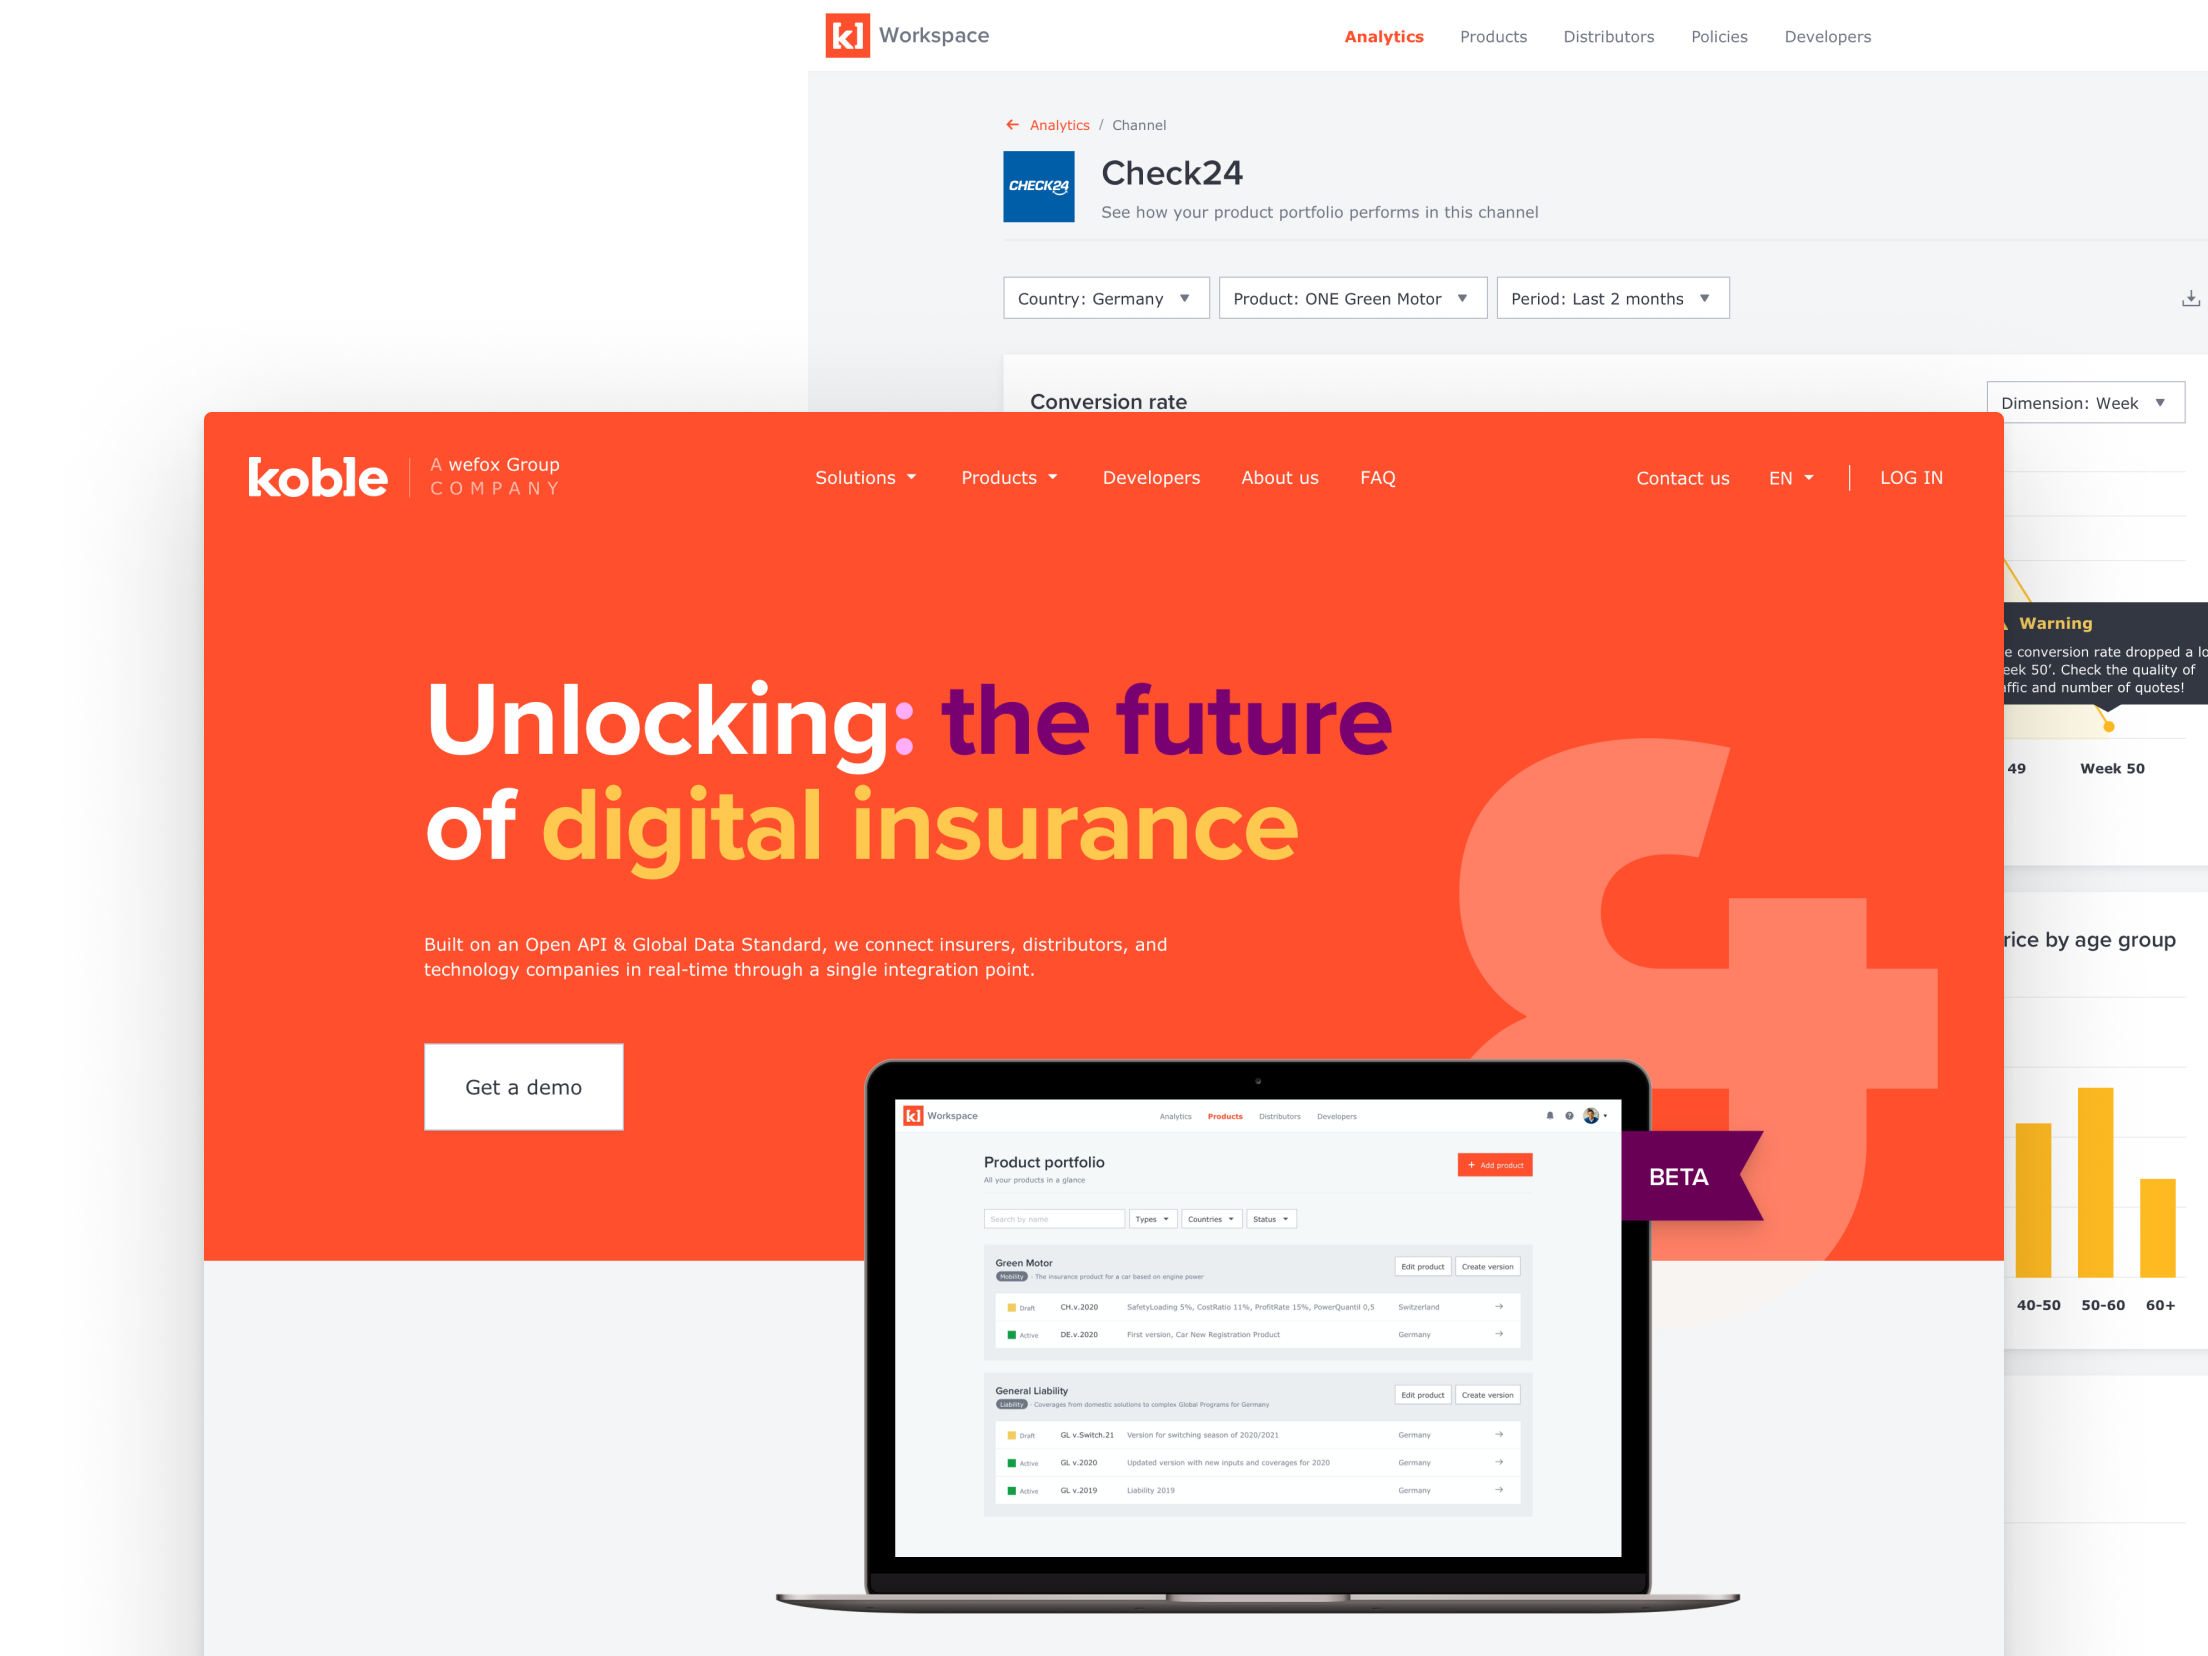 Workspace
Analytics Products Distributors Policies Developers
← Analytics / Channel
CHECK24
Check24
See how your product portfolio performs in this channel
Country: Germany ▼
Product: ONE Green Motor ▼
Period: Last 2 months ▼
Conversion rate
Dimension: Week ▼
koble
A wefox Group
COMPANY
Solutions Products Developers About us FAQ
Contact us EN LOG IN
Warning
conversion rate dropped a
50'. Check the quality of
and number of quotes!
49 Week 50
Unlocking: the future
of digital insurance
Built on an Open API & Global Data Standard, we connect insurers, distributors, and
technology companies in real-time through a single integration point.
Get a demo
by age group
40-50 50-60 60+
Workspace
Analytics Products Distributors Developers
Product portfolio
All your products in a glance
+ Add product
BETA
Search by name
Types
Countries
Status
Green Motor
Mobility · The insurance product for a car based on engine power
Edit product
Create version
Draft CH.v.2020 SafetyLoading 5%, CostRatio 11%, ProfitRate 15%, PowerQuantil 0,5 Switzerland →
Active DE.v.2020 First version, Car New Registration Product Germany →
General Liability
Liability · Coverages from domestic solutions to complex Global Programs for Germany
Edit product
Create version
Draft GL v.Switch.21 Version for switching season of 2020/2021 Germany →
Active GL v.2020 Updated version with new inputs and coverages for 2020 Germany →
Active GL v.2019 Liability 2019 Germany →